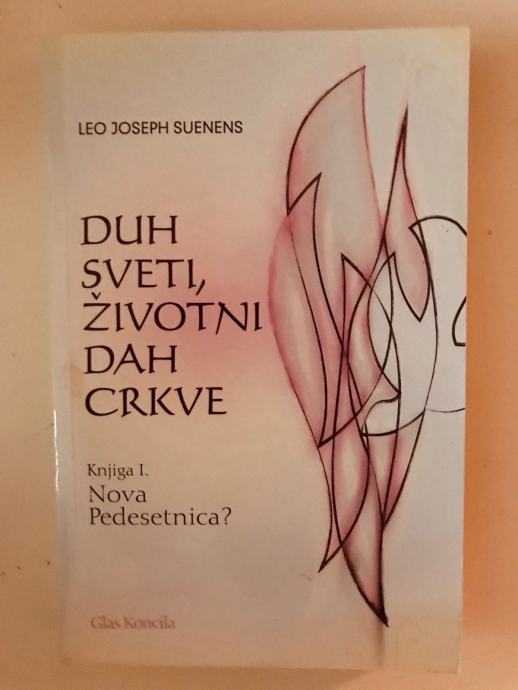 LEO JOSEPH SUENENS
DUH
SVETI,
ŽIVOTNI
DAH
CRKVE
Knjiga I.
Nova
Pedesetnica?
Glas Koncila